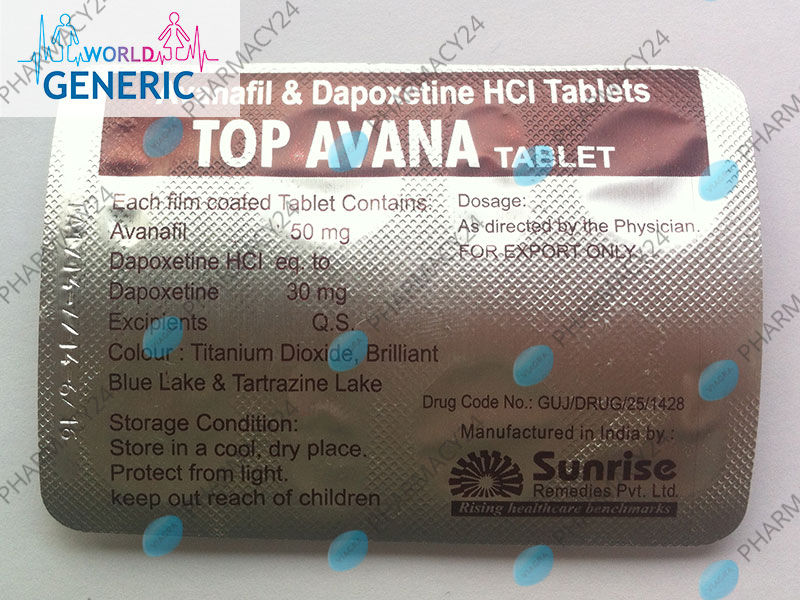 WORLD
GENERIC
Avanafil & Dapoxetine HCl Tablets
TOP AVANA TABLET
Each film coated Tablet Contains:
Avanafil 50 mg
Dapoxetine HCl eq. to
Dapoxetine 30 mg
Excipients Q.S.
Colour : Titanium Dioxide, Brilliant
Blue Lake & Tartrazine Lake
Storage Condition:
Store in a cool, dry place.
Protect from light.
keep out reach of children
Dosage:
As directed by the Physician.
FOR EXPORT ONLY
Drug Code No.: GUJ/DRUG/25/1428
Manufactured in India by :
Sunrise
Remedies Pvt. Ltd.
Rising healthcare benchmarks
PHARMACY24
VIAGRA